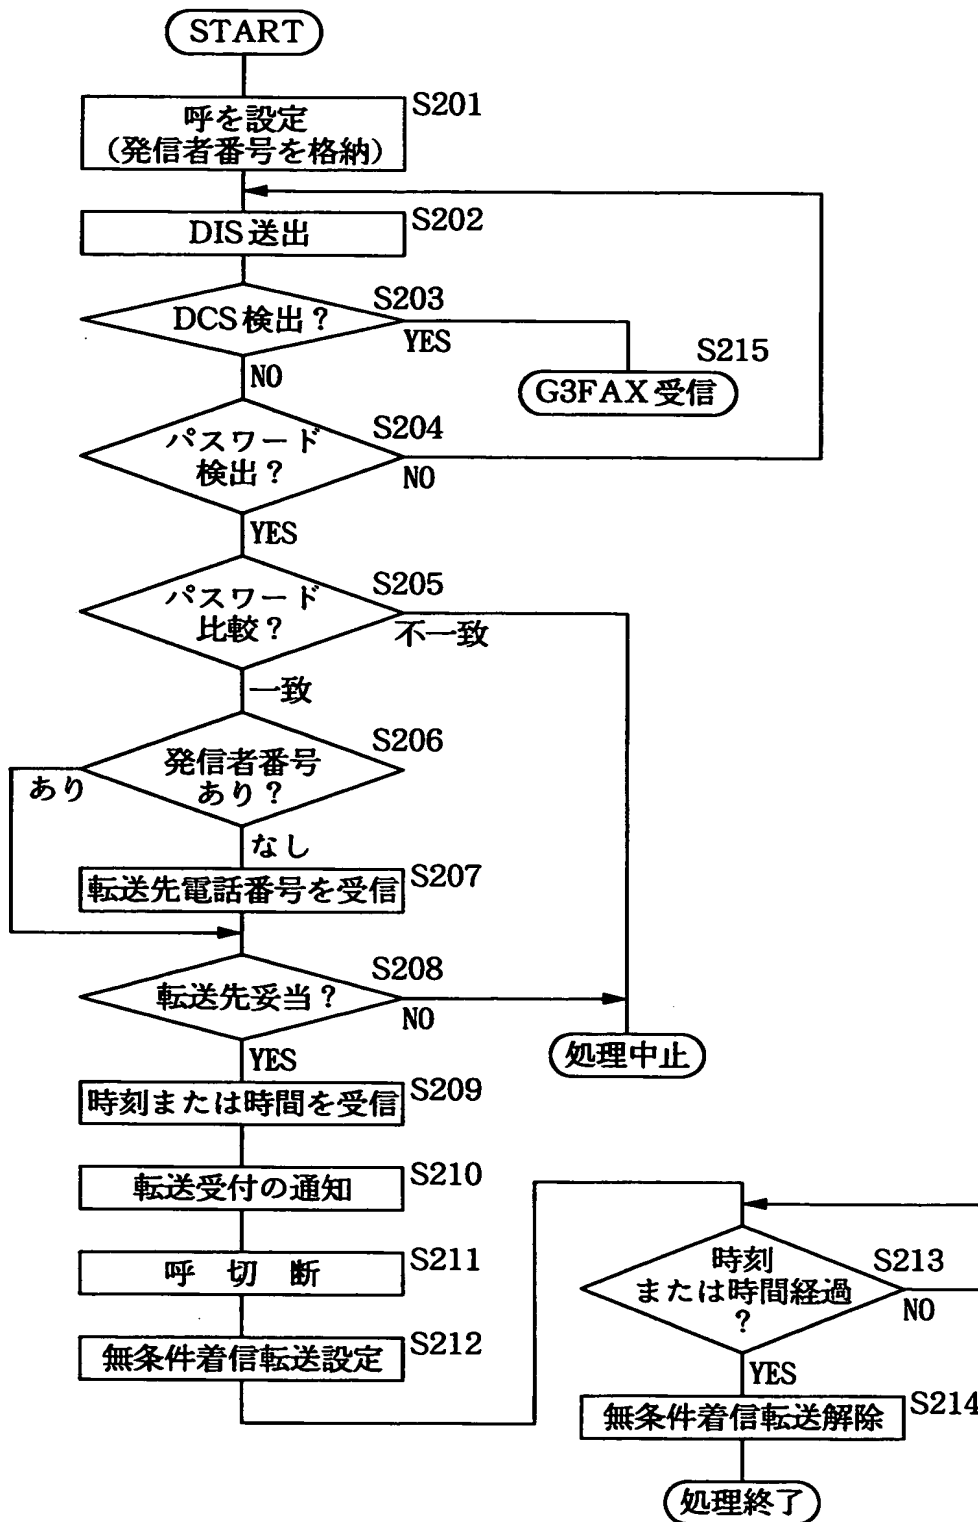 START
S201
呼を設定
(発信者番号を格納)
S202
DIS送出
S203
DCS検出?
YES
NO
S215
G3FAX受信
S204
パスワード
検出?
NO
YES
S205
パスワード
比較?
不一致
一致
S206
発信者番号
あり?
あり
なし
S207
転送先電話番号を受信
S208
転送先妥当?
NO
YES
処理中止
S209
時刻または時間を受信
S210
転送受付の通知
S211
呼 切 断
S212
無条件着信転送設定
S213
時刻
または時間経過
?
NO
YES
S214
無条件着信転送解除
処理終了